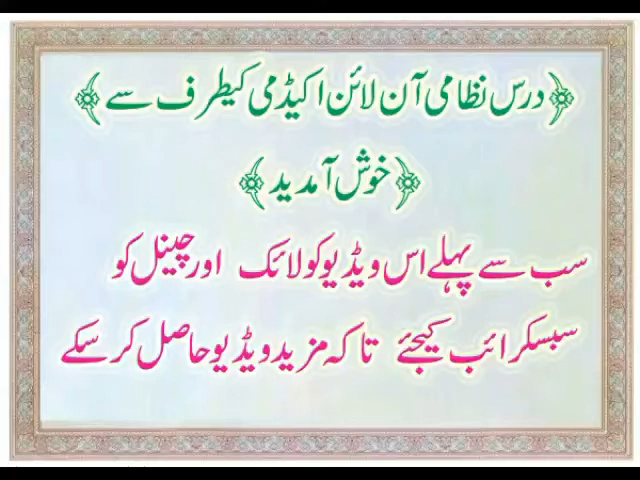 ﴿درس نظامی آن لائن اکیڈمی کیطرف سے﴾
﴿خوش آمدید﴾
سب سے پہلے اس ویڈیو کو لائک اور چینل کو
سبسکرائب کیجئے تاکہ مزید ویڈیو حاصل کر سکے